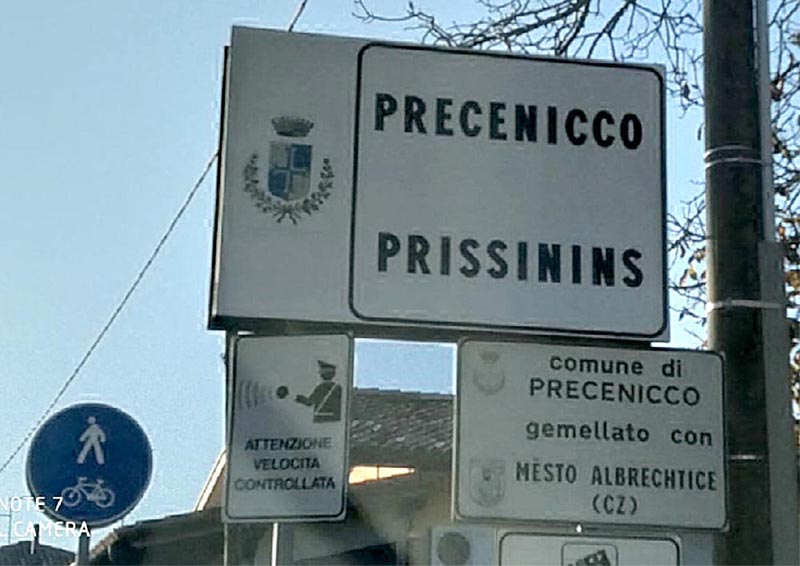 PRECENICCO
PRISSININS
ATTENZIONE
VELOCITA
CONTROLLATA
comune di
PRECENICCO
gemellato con
MĚSTO ALBRECHTICE
(CZ)
NOTE 7
CAMERA